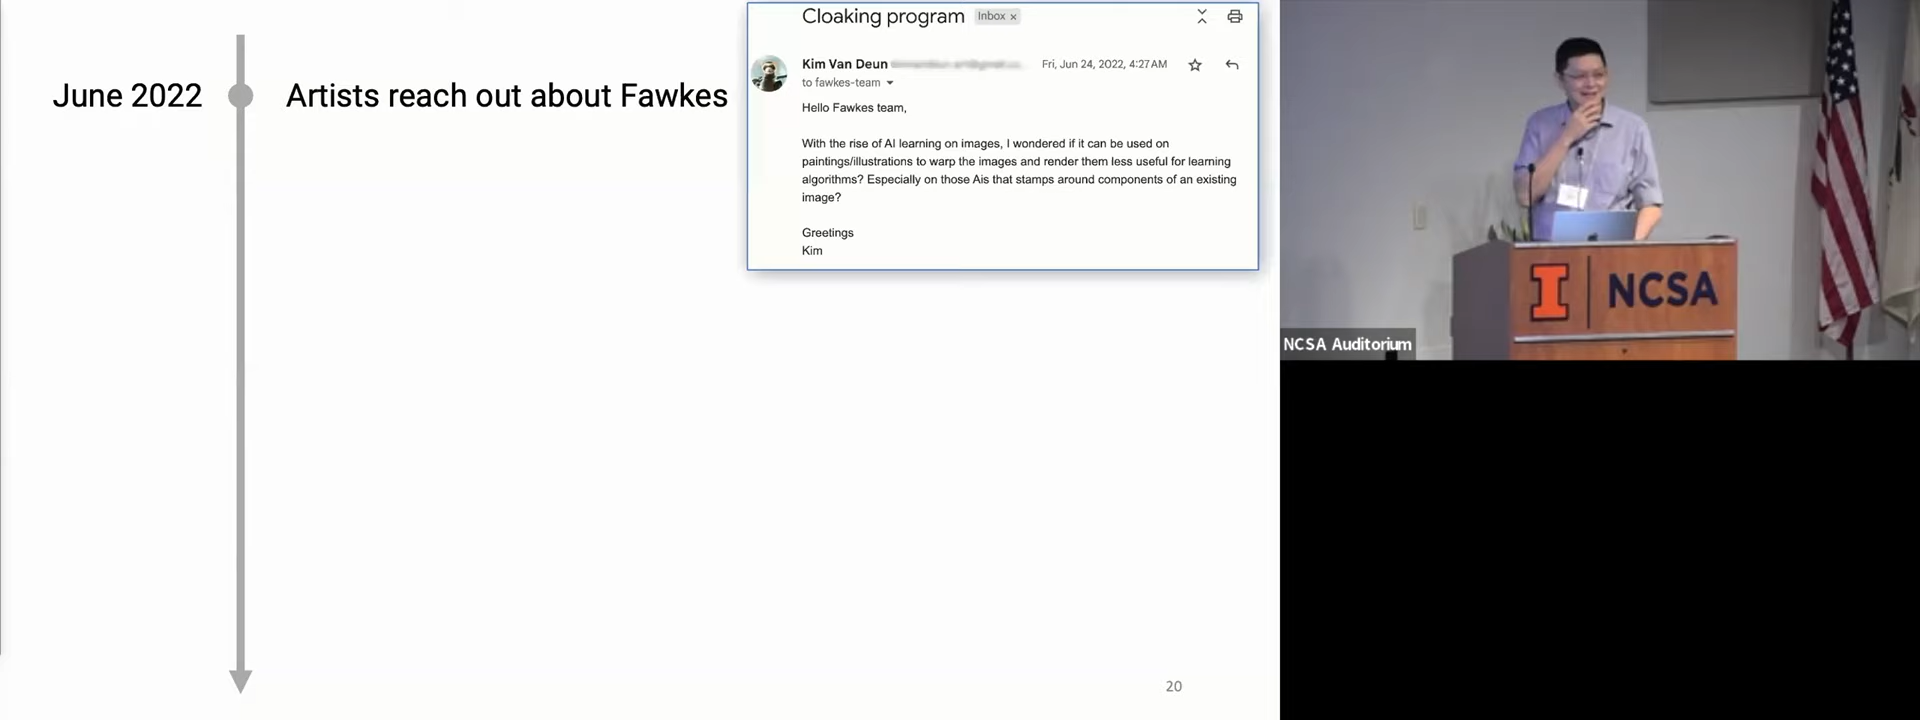 June 2022
Artists reach out about Fawkes
Cloaking program Inbox x
Kim Van Deun
Fri, Jun 24, 2022, 4:27 AM
to fawkes-team
Hello Fawkes team,
With the rise of AI learning on images, I wondered if it can be used on
paintings/illustrations to warp the images and render them less useful for learning
algorithms? Especially on those Ais that stamps around components of an existing
image?
Greetings
Kim
20
I NCSA
NCSA Auditorium